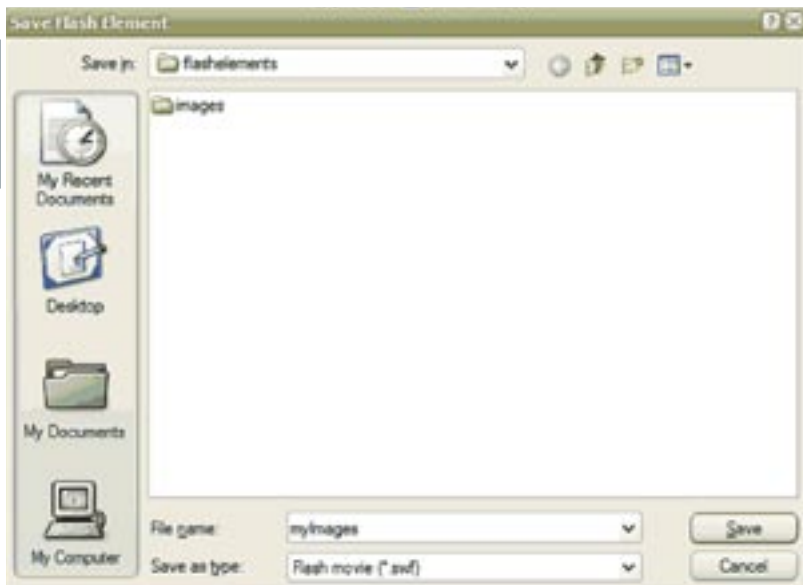 Save Flash Element
Save in: flashelements
images
My Recent
Documents
Desktop
My Documents
My Computer
File name: myImages
Save
Save as type: Flash movie (*.swf)
Cancel